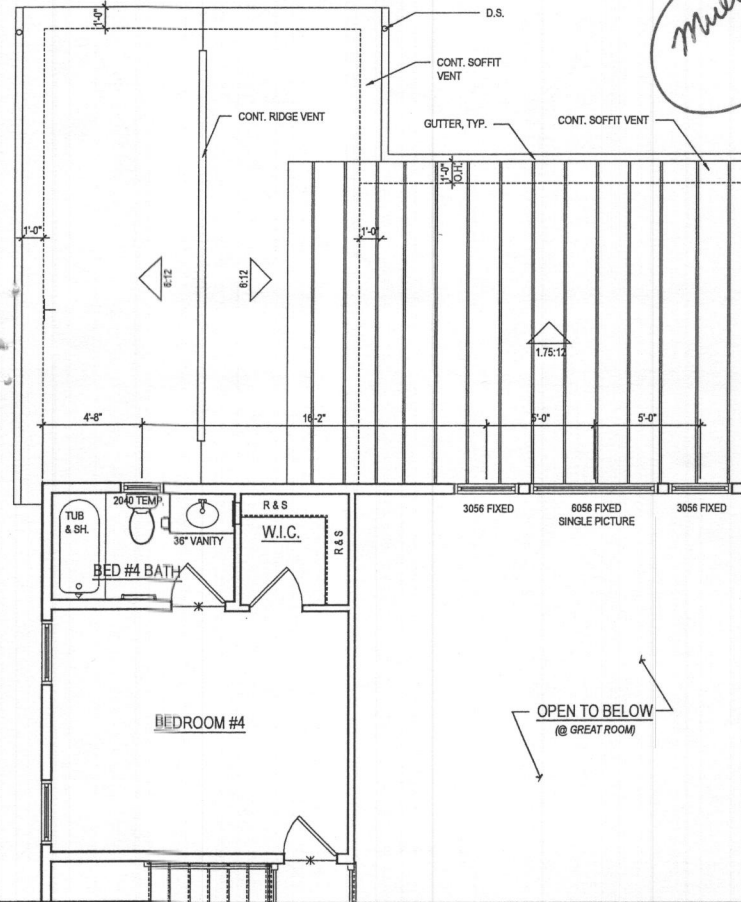 1'-0"
D.S.
CONT. SOFFIT
VENT
CONT. RIDGE VENT
GUTTER, TYP.
CONT. SOFFIT VENT
1'-0"
O.H.
1'-0"
1'-0"
6:12
1.75:12
4'-8"
16'-2"
5'-0"
5'-0"
2040 TEMP.
R & S
3056 FIXED
6056 FIXED
SINGLE PICTURE
3056 FIXED
TUB
& SH.
W.I.C.
R & S
36" VANITY
BED #4 BATH
BEDROOM #4
OPEN TO BELOW
(@ GREAT ROOM)